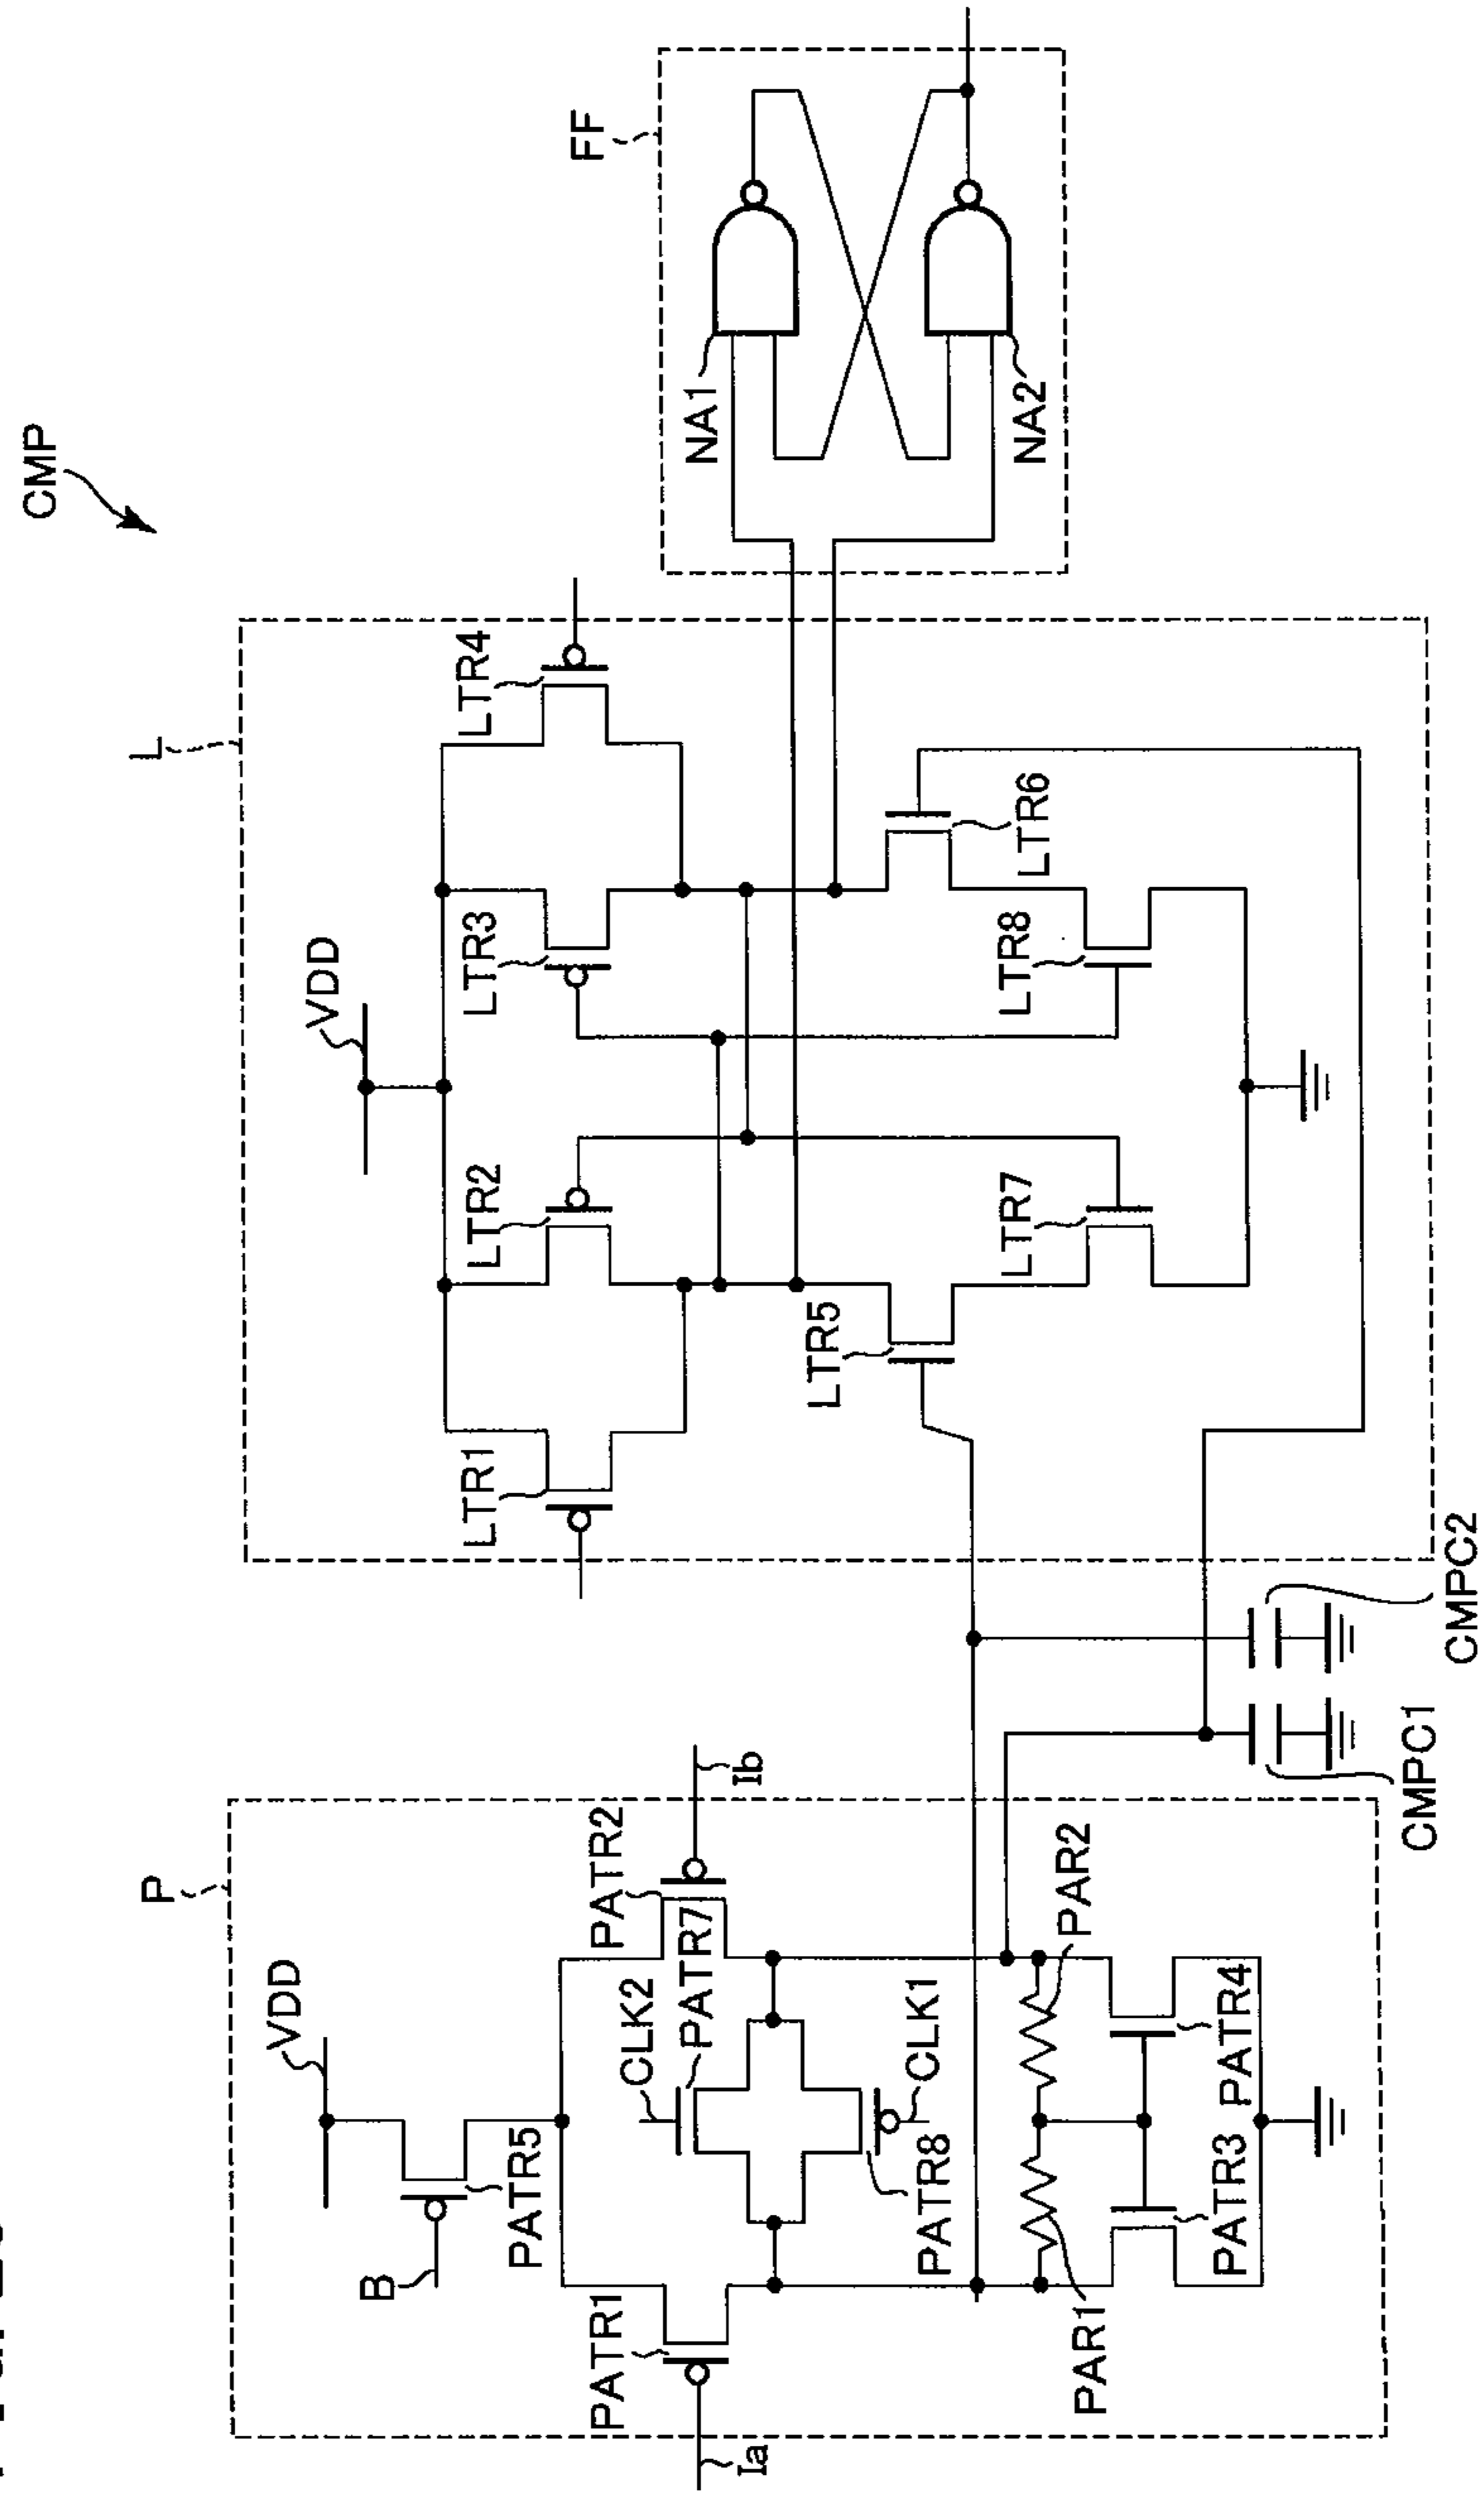 CMP
P
VDD
B
PATR5
PATR1
PATR2
Ia
Ib
CLK2
PATR7
PATR8
CLK1
PAR1
PAR2
PATR3
PATR4
CMPC1
CMPC2
L
VDD
LTR1
LTR2
LTR3
LTR4
LTR5
LTR6
LTR7
LTR8
FF
NA1
NA2